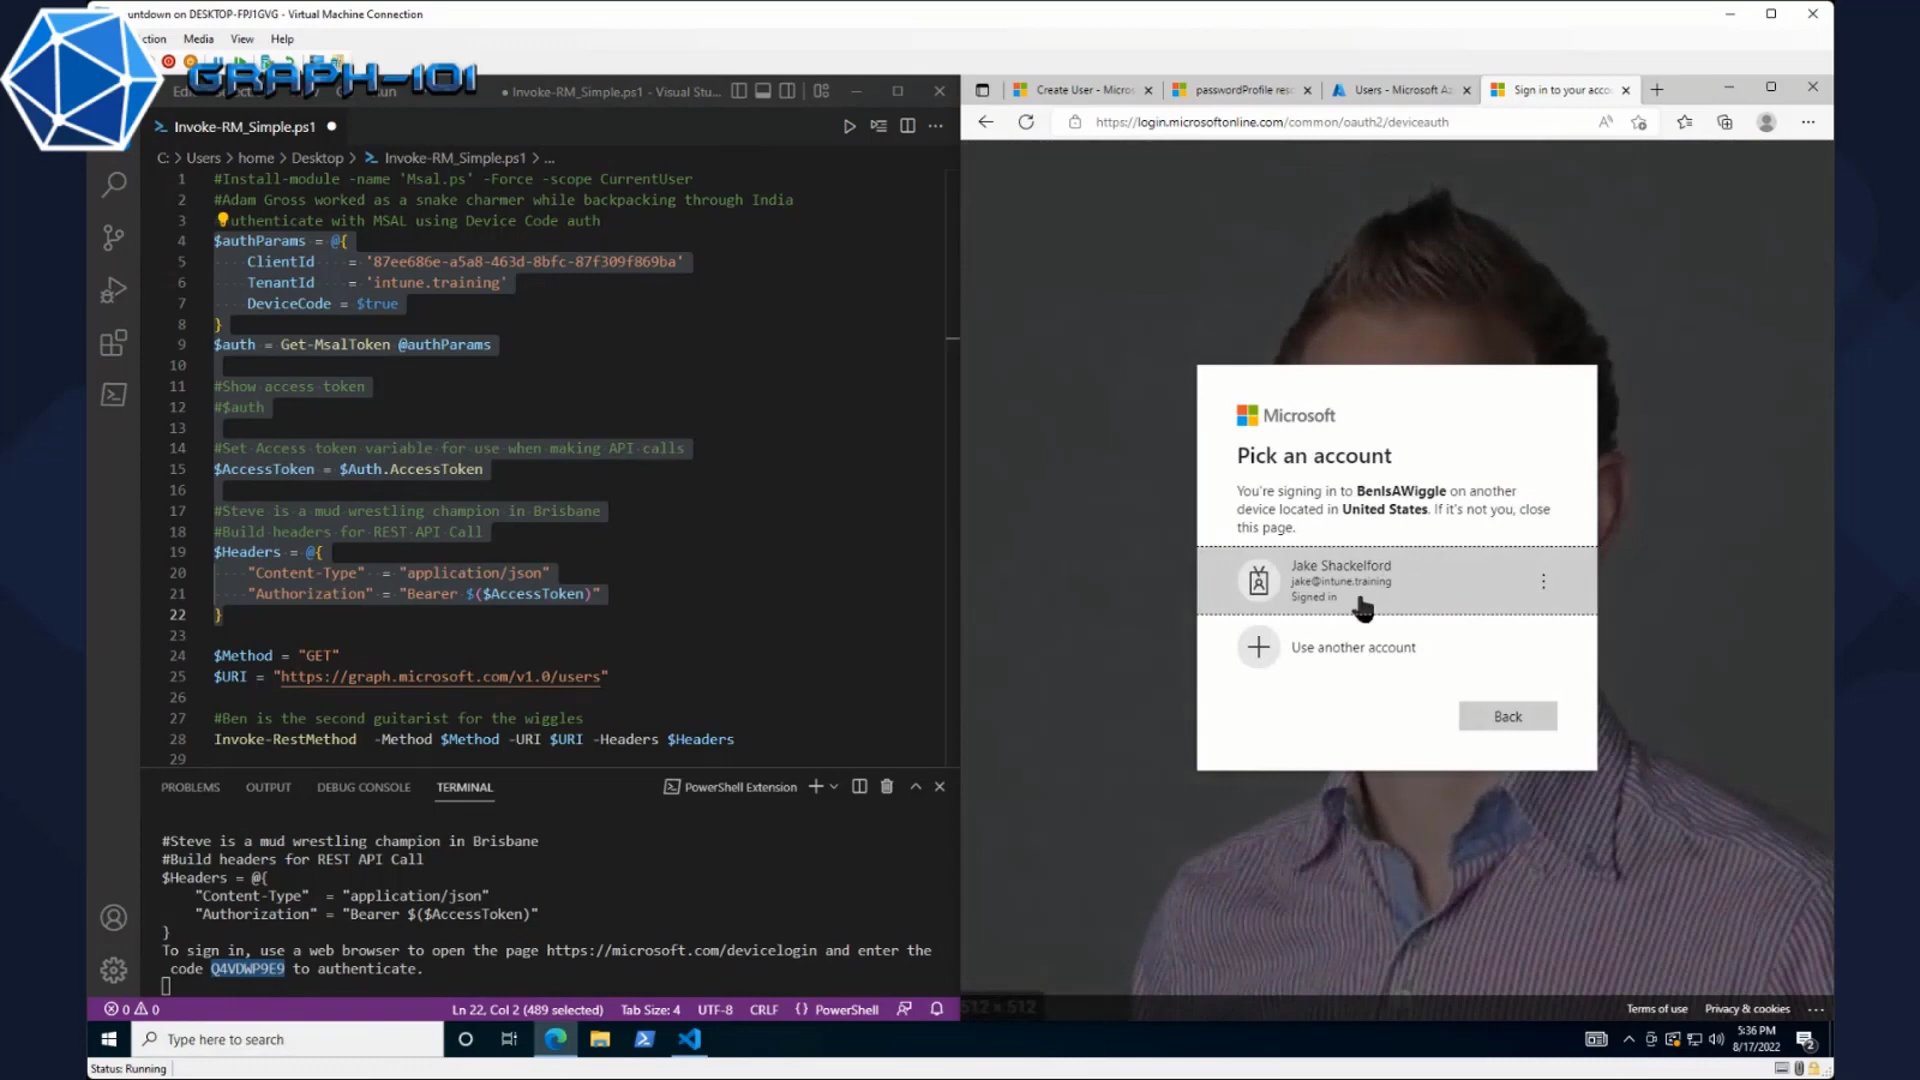 ountdown on DESKTOP-FPJ1GVG - Virtual Machine Connection
ction Media View Help
GRAPH-101
Invoke-RM_Simple.ps1 - Visual Stu...
Invoke-RM_Simple.ps1
C: > Users > home > Desktop > Invoke-RM_Simple.ps1 > ...
1 #Install-module -name 'Msal.ps' -Force -scope CurrentUser
2 #Adam Gross worked as a snake charmer while backpacking through India
3 uthenticate with MSAL using Device Code auth
4 $authParams = @{
5 ClientId = '87ee686e-a5a8-463d-8bfc-87f309f869ba'
6 TenantId = 'intune.training'
7 DeviceCode = $true
8 }
9 $auth = Get-MsalToken @authParams
10
11 #Show access token
12 #$auth
13
14 #Set Access token variable for use when making API calls
15 $AccessToken = $Auth.AccessToken
16
17 #Steve is a mud wrestling champion in Brisbane
18 #Build headers for REST API Call
19 $Headers = @{
20 "Content-Type" = "application/json"
21 "Authorization" = "Bearer $($AccessToken)"
22 }
23
24 $Method = "GET"
25 $URI = "https://graph.microsoft.com/v1.0/users"
26
27 #Ben is the second guitarist for the wiggles
28 Invoke-RestMethod -Method $Method -URI $URI -Headers $Headers
29
PROBLEMS OUTPUT DEBUG CONSOLE TERMINAL PowerShell Extension
#Steve is a mud wrestling champion in Brisbane
#Build headers for REST API Call
$Headers = @{
"Content-Type" = "application/json"
"Authorization" = "Bearer $($AccessToken)"
}
To sign in, use a web browser to open the page https://microsoft.com/devicelogin and enter the
code Q4VDWP9E9 to authenticate.
0 0 Ln 22, Col 2 (489 selected) Tab Size: 4 UTF-8 CRLF {} PowerShell
Create User - Micros passwordProfile resc Users - Microsoft Az Sign in to your acco
https://login.microsoftonline.com/common/oauth2/deviceauth
Microsoft
Pick an account
You're signing in to BenIsAWiggle on another
device located in United States. If it's not you, close
this page.
Jake Shackelford
jake@intune.training
Signed in
Use another account
Back
512 × 512
Terms of use Privacy & cookies ...
Type here to search
5:36 PM
8/17/2022
2
Status: Running